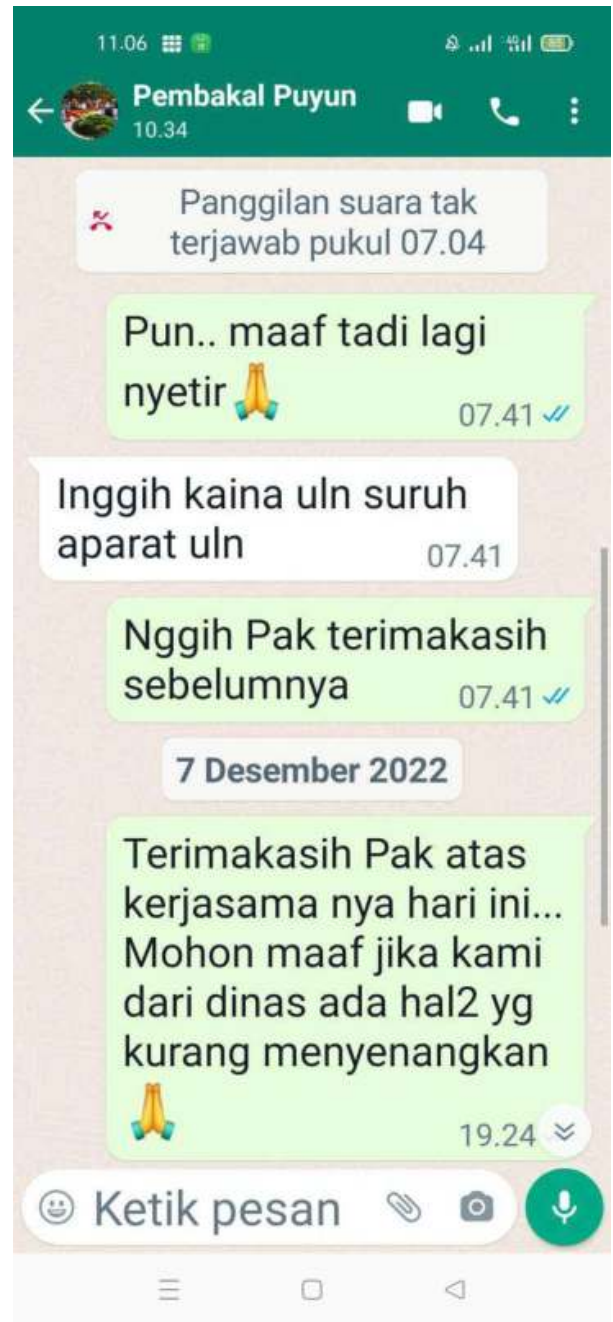 11.06
Pembakal Puyun
10.34
Panggilan suara tak
terjawab pukul 07.04
Pun.. maaf tadi lagi
nyetir🙏
07.41
Inggih kaina uln suruh
aparat uln
07.41
Nggih Pak terimakasih
sebelumnya
07.41
7 Desember 2022
Terimakasih Pak atas
kerjasama nya hari ini...
Mohon maaf jika kami
dari dinas ada hal2 yg
kurang menyenangkan
🙏
19.24
Ketik pesan